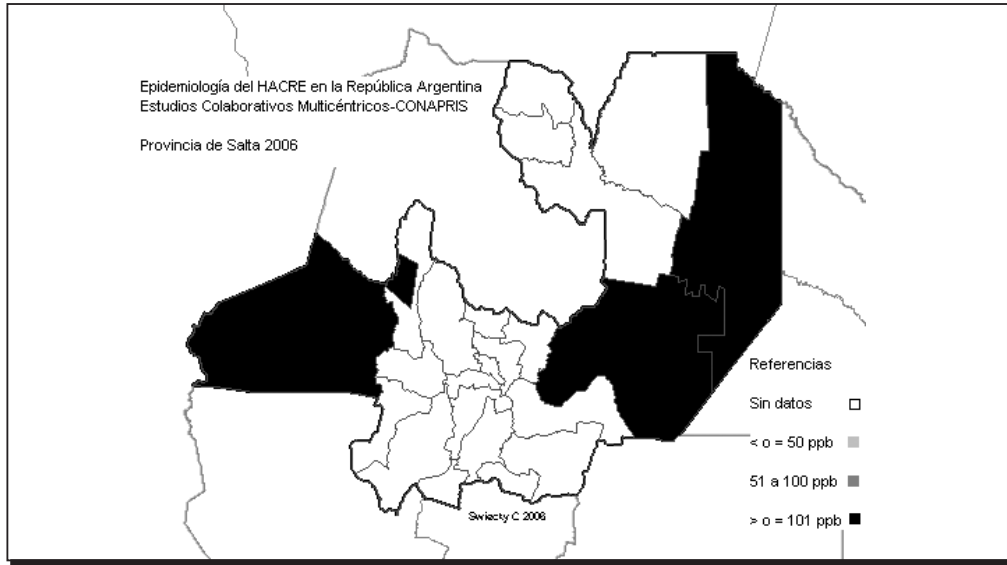 Epidemiología del HACRE en la República Argentina
Estudios Colaborativos Multicéntricos-CONAPRIS
Provincia de Salta 2006
Referencias
Sin datos
< o = 50 ppb
51 a 100 ppb
> o = 101 ppb
Swiecty C 2006